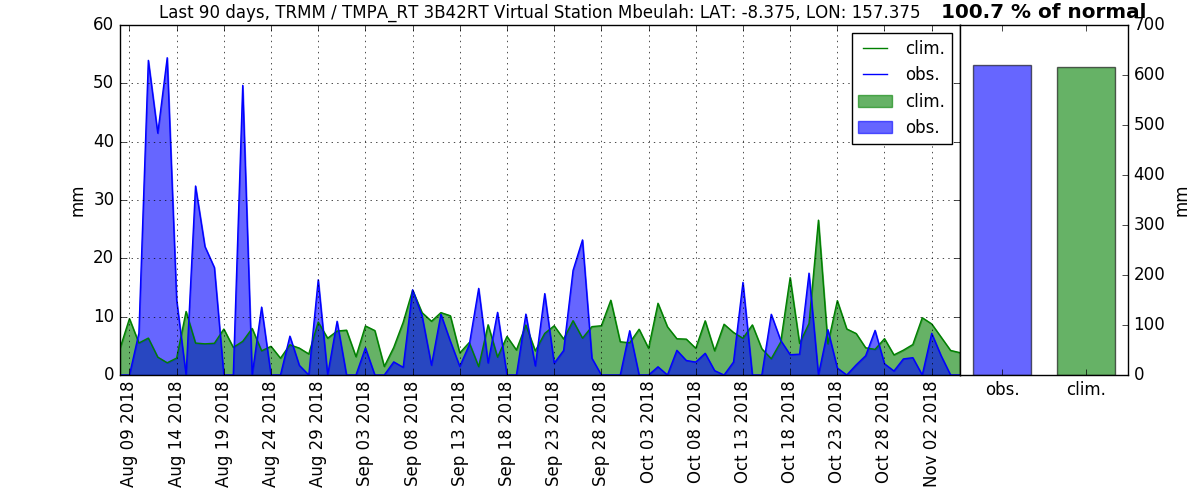 Last 90 days, TRMM / TMPA_RT 3B42RT Virtual Station Mbeulah: LAT: -8.375, LON: 157.375
100.7 % of normal
60
50
40
30
20
10
0
mm
clim.
obs.
clim.
obs.
700
600
500
400
300
200
100
0
mm
obs.
clim.
Aug 09 2018
Aug 14 2018
Aug 19 2018
Aug 24 2018
Aug 29 2018
Sep 03 2018
Sep 08 2018
Sep 13 2018
Sep 18 2018
Sep 23 2018
Sep 28 2018
Oct 03 2018
Oct 08 2018
Oct 13 2018
Oct 18 2018
Oct 23 2018
Oct 28 2018
Nov 02 2018